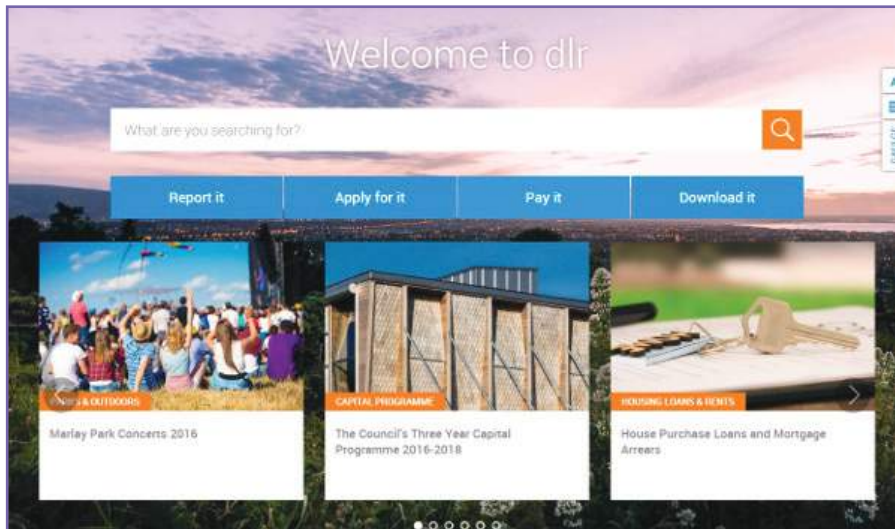 Welcome to dlr
What are you searching for?
Report it
Apply for it
Pay it
Download it
PARKS & OUTDOORS
Marlay Park Concerts 2016
CAPITAL PROGRAMME
The Council's Three Year Capital
Programme 2016-2018
HOUSING LOANS & RENTS
House Purchase Loans and Mortgage
Arrears